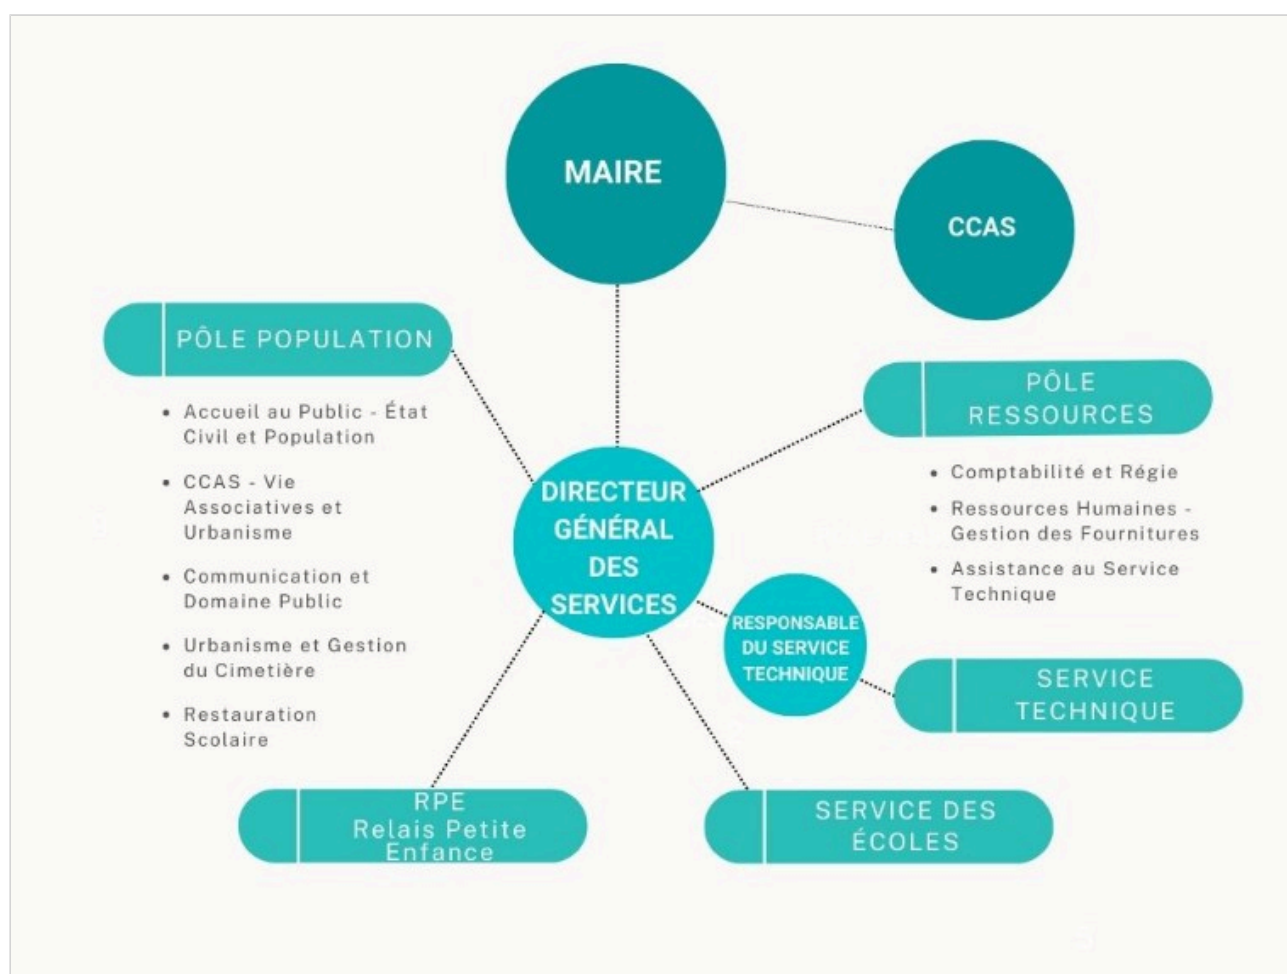 MAIRE
CCAS
PÔLE POPULATION
• Accueil au Public - État
Civil et Population
• CCAS - Vie
Associatives et
Urbanisme
• Communication et
Domaine Public
• Urbanisme et Gestion
du Cimetière
• Restauration
Scolaire
PÔLE
RESSOURCES
• Comptabilité et Régie
• Ressources Humaines -
Gestion des Fournitures
• Assistance au Service
Technique
DIRECTEUR
GÉNÉRAL
DES
SERVICES
RESPONSABLE
DU SERVICE
TECHNIQUE
SERVICE
TECHNIQUE
RPE
Relais Petite
Enfance
SERVICE DES
ÉCOLES